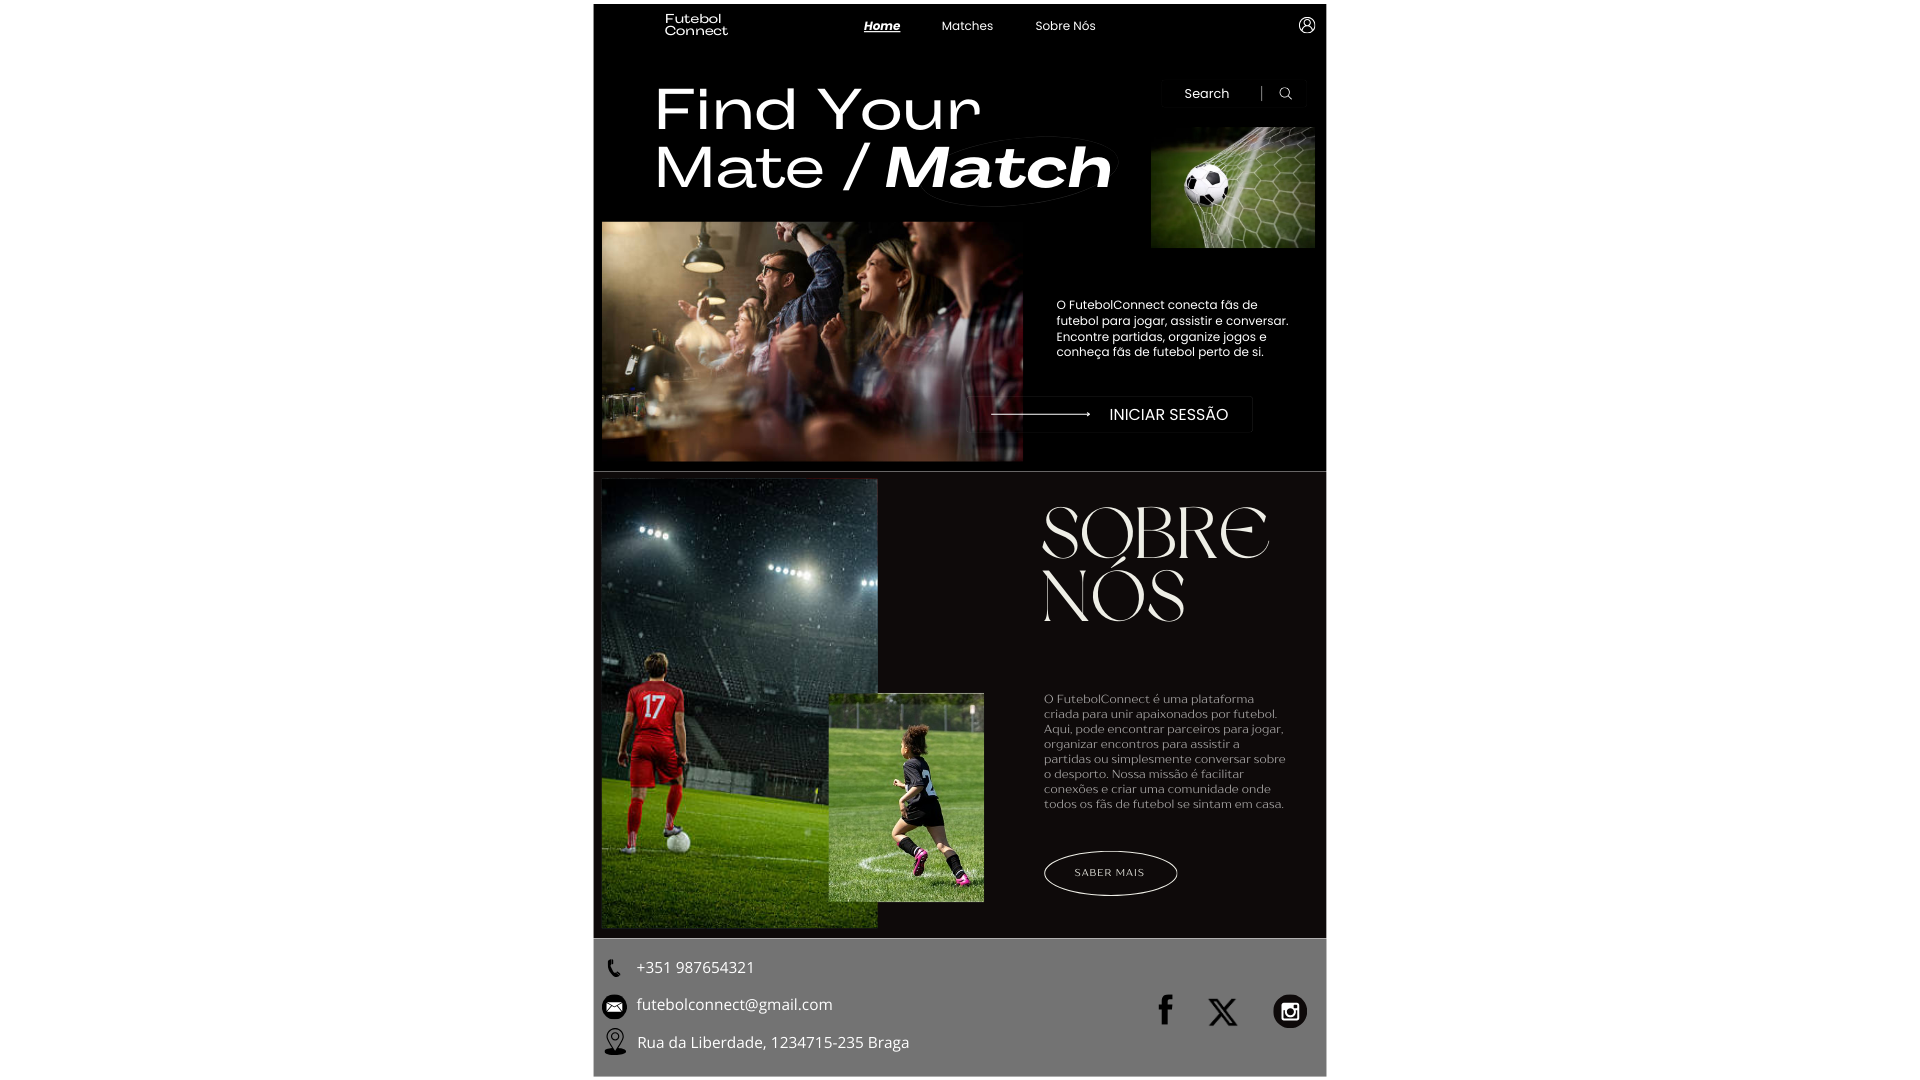 Futebol
Connect
Home
Matches
Sobre Nós
Search
Find Your
Mate / Match
O FutebolConnect conecta fãs de
futebol para jogar, assistir e conversar.
Encontre partidas, organize jogos e
conheça fãs de futebol perto de si.
INICIAR SESSÃO
SOBRE
NÓS
17
2
O FutebolConnect é uma plataforma
criada para unir apaixonados por futebol.
Aqui, pode encontrar parceiros para jogar,
organizar encontros para assistir a
partidas ou simplesmente conversar sobre
o desporto. Nossa missão é facilitar
conexões e criar uma comunidade onde
todos os fãs de futebol se sintam em casa.
SABER MAIS
+351 987654321
futebolconnect@gmail.com
Rua da Liberdade, 1234715-235 Braga